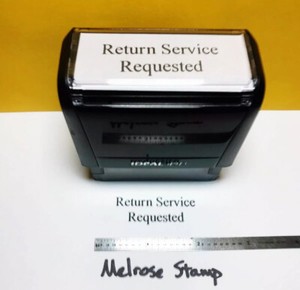 Return Service
Requested
IDEAL
Return Service
Requested
Melrose Stamp